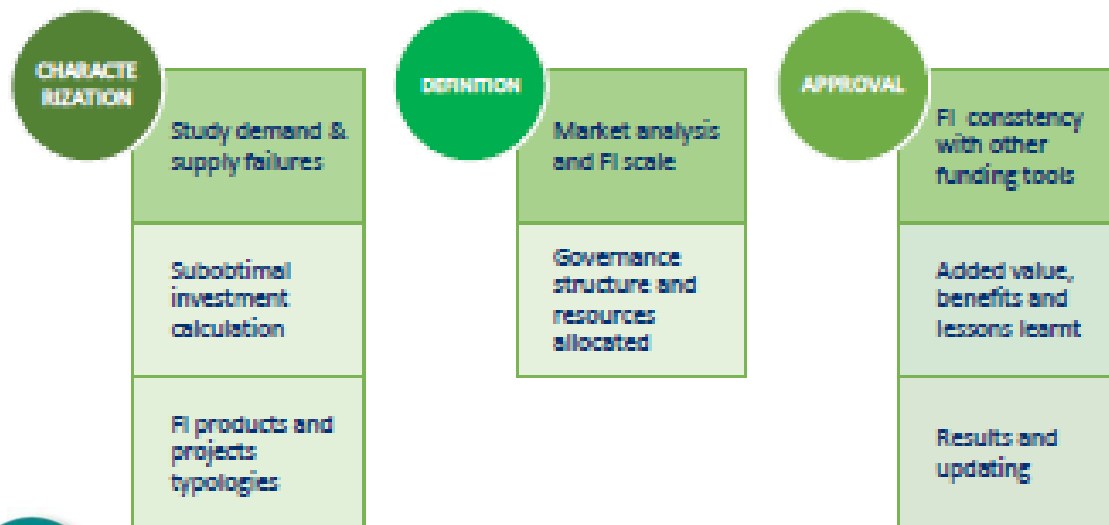 CHARACTE
RIZATION
Study demand &
supply failures
Subobtimal
investment
calculation
FI products and
projects
typologies
DEFINITION
Market analysis
and FI scale
Governance
structure and
resources
allocated
APPROVAL
FI consstency
with other
funding tools
Added value,
benefits and
lessons learnt
Results and
updating